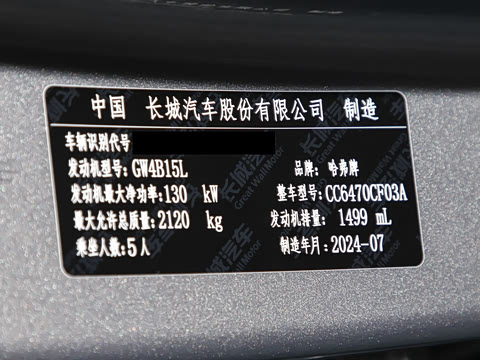 中国 长城汽车股份有限公司 制造
车辆识别代号
发动机型号: GW4B15L 品牌: 哈弗牌
发动机最大净功率: 130 kW 整车型号: CC6470CF03A
最大允许总质量: 2120 kg 发动机排量: 1499 mL
乘坐人数: 5人 制造年月: 2024-07